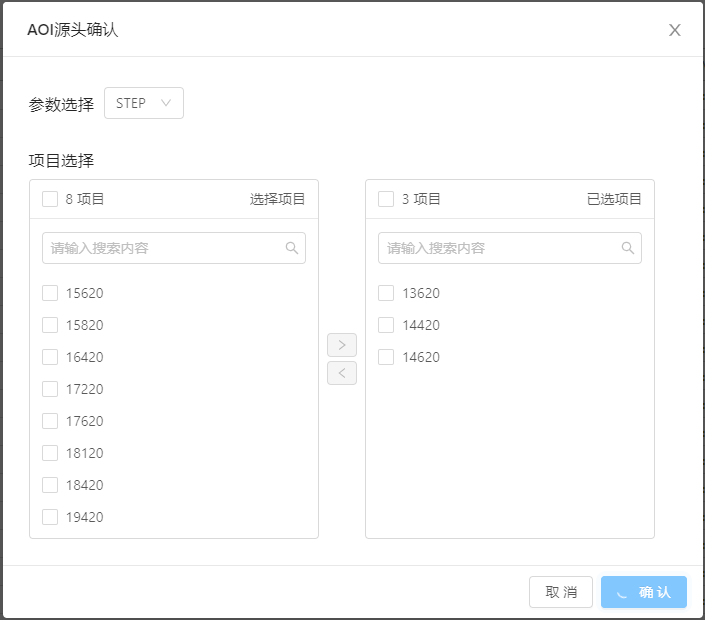 AOI源头确认
参数选择 STEP
项目选择
8 项目 选择项目
请输入搜索内容
15620
15820
16420
17220
17620
18120
18420
19420
3 项目 已选项目
请输入搜索内容
13620
14420
14620
取 消 确 认